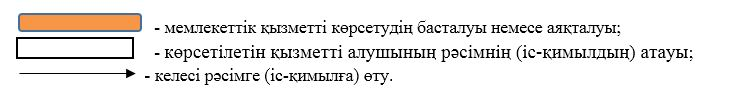 - мемлекеттік қызметті көрсетудің басталуы немесе аяқталуы;
- көрсетілетін қызметті алушының рәсімнің (іс-қимылдың) атауы;
- келесі рәсімге (іс-қимылға) өту.